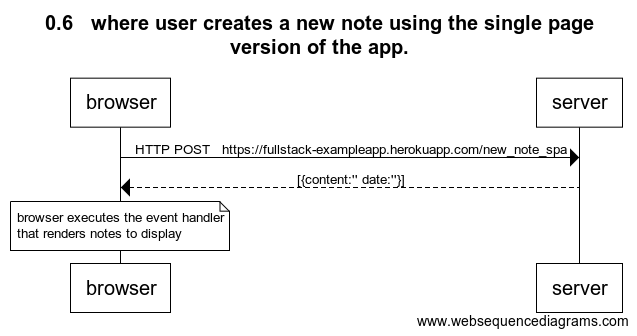 0.6 where user creates a new note using the single page
version of the app.
browser
server
HTTP POST https://fullstack-exampleapp.herokuapp.com/new_note_spa
[{content:'' date:''}]
browser executes the event handler
that renders notes to display
browser
server
www.websequencediagrams.com